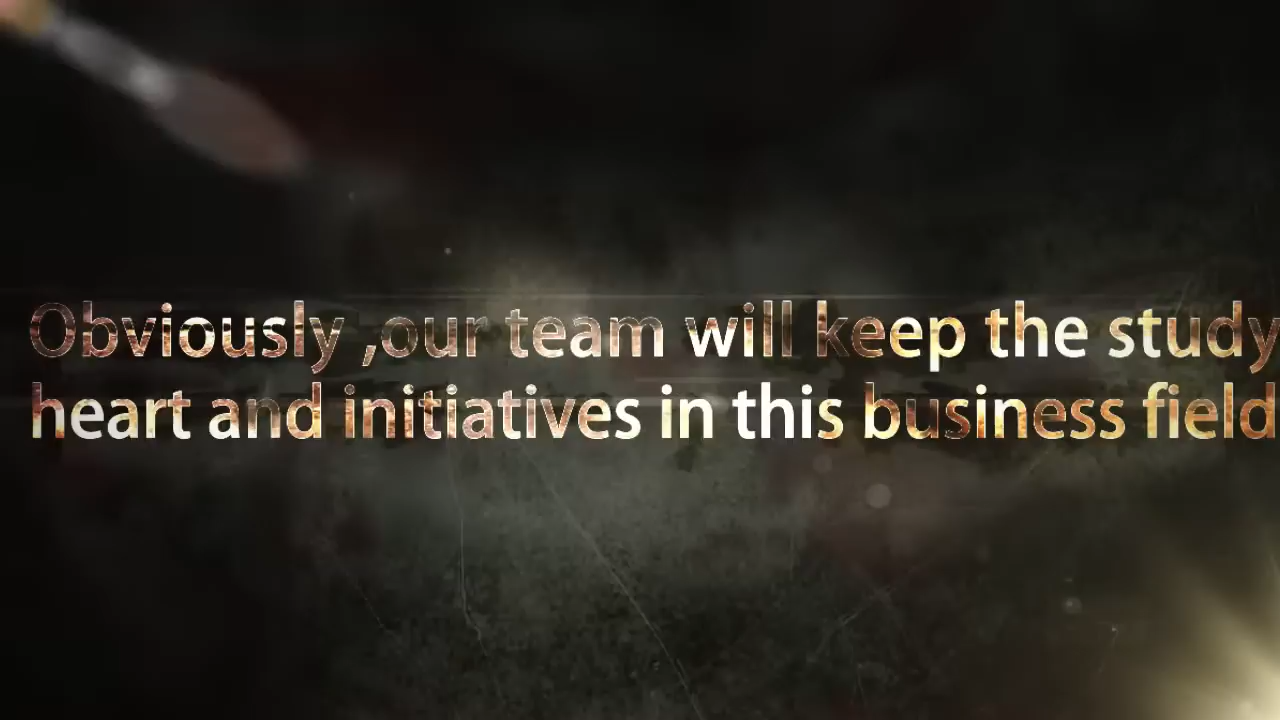 Obviously ,our team will keep the study
heart and initiatives in this business field